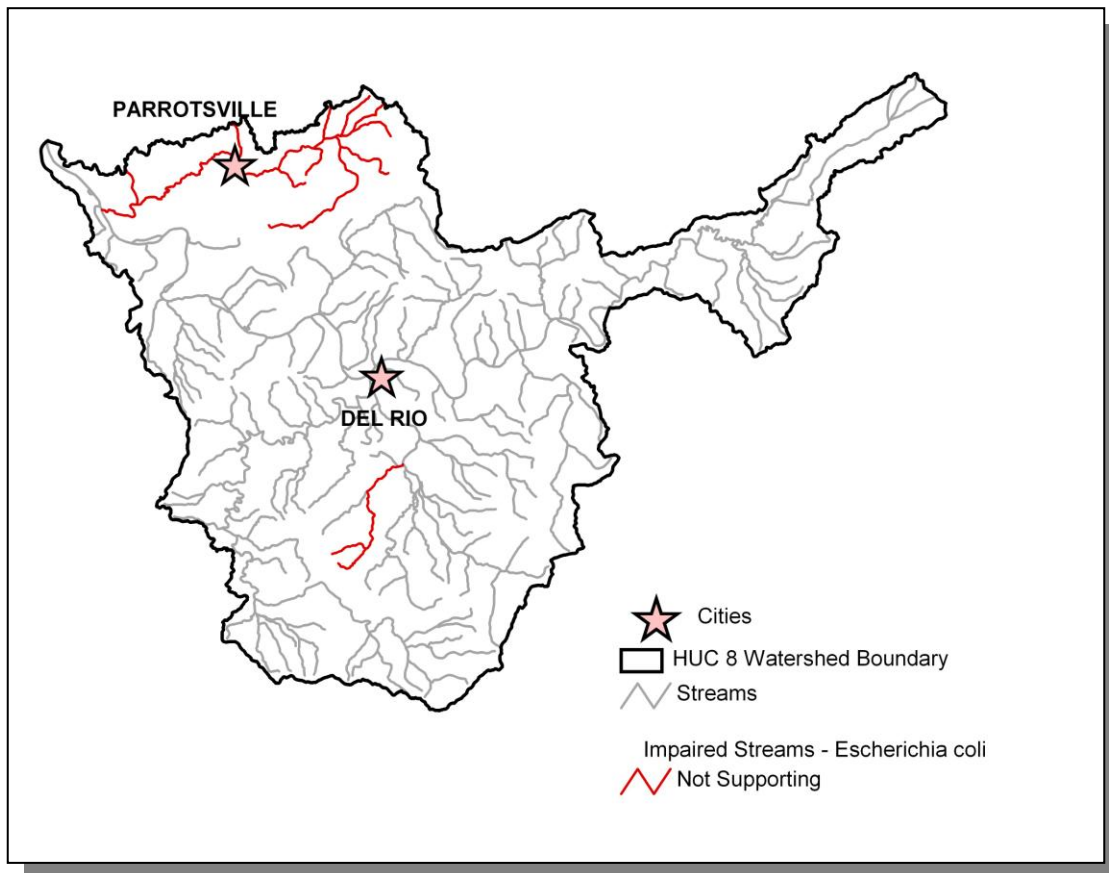 PARROTSVILLE
DEL RIO
Cities
HUC 8 Watershed Boundary
Streams
Impaired Streams - Escherichia coli
Not Supporting